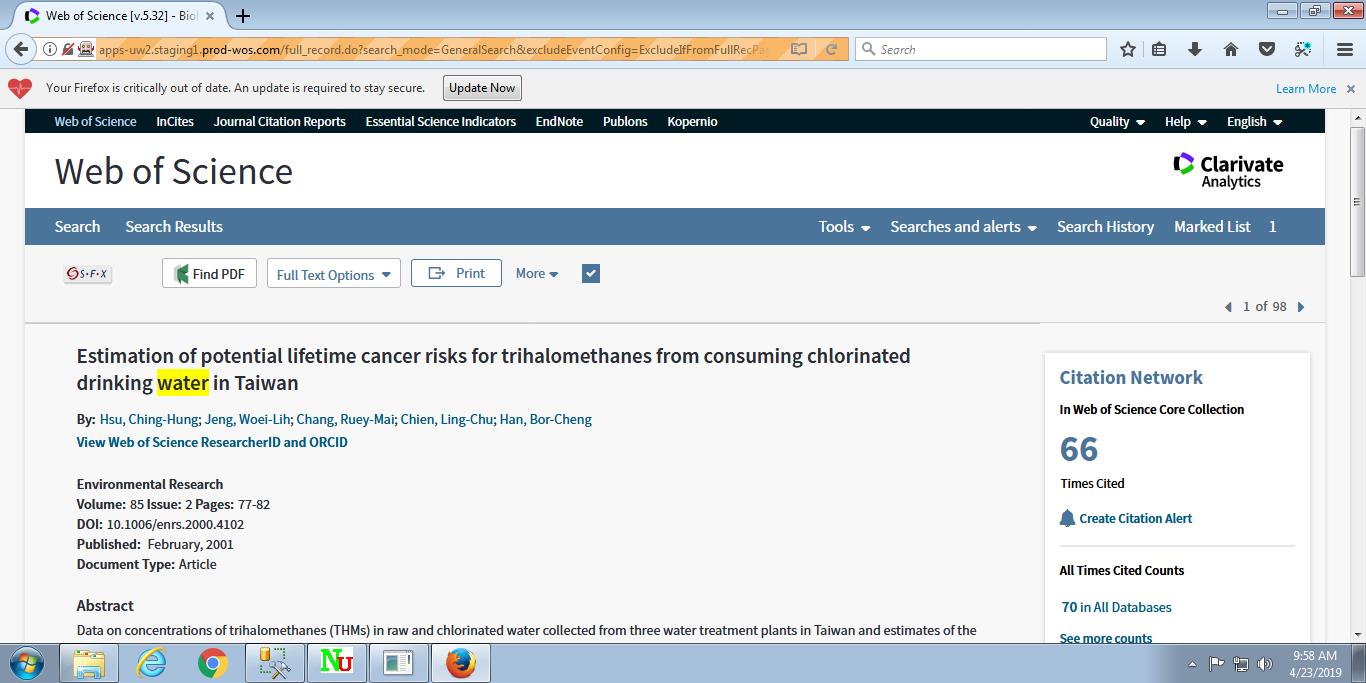 Web of Science [v.5.32] - Biol
apps-uw2.staging1.prod-wos.com/full_record.do?search_mode=GeneralSearch&excludeEventConfig=ExcludeIfFromFullRecPa
Search
Your Firefox is critically out of date. An update is required to stay secure. Update Now Learn More
Web of Science InCites Journal Citation Reports Essential Science Indicators EndNote Publons Kopernio Quality Help English
Web of Science
Clarivate
Analytics
Search Search Results Tools Searches and alerts Search History Marked List 1
S·F·X Find PDF Full Text Options Print More
1 of 98
Estimation of potential lifetime cancer risks for trihalomethanes from consuming chlorinated
drinking water in Taiwan
By: Hsu, Ching-Hung; Jeng, Woei-Lih; Chang, Ruey-Mai; Chien, Ling-Chu; Han, Bor-Cheng
View Web of Science ResearcherID and ORCID
Environmental Research
Volume: 85 Issue: 2 Pages: 77-82
DOI: 10.1006/enrs.2000.4102
Published: February, 2001
Document Type: Article
Abstract
Data on concentrations of trihalomethanes (THMs) in raw and chlorinated water collected from three water treatment plants in Taiwan and estimates of the
Citation Network
In Web of Science Core Collection
66
Times Cited
Create Citation Alert
All Times Cited Counts
70 in All Databases
See more counts
NU
9:58 AM
4/23/2019